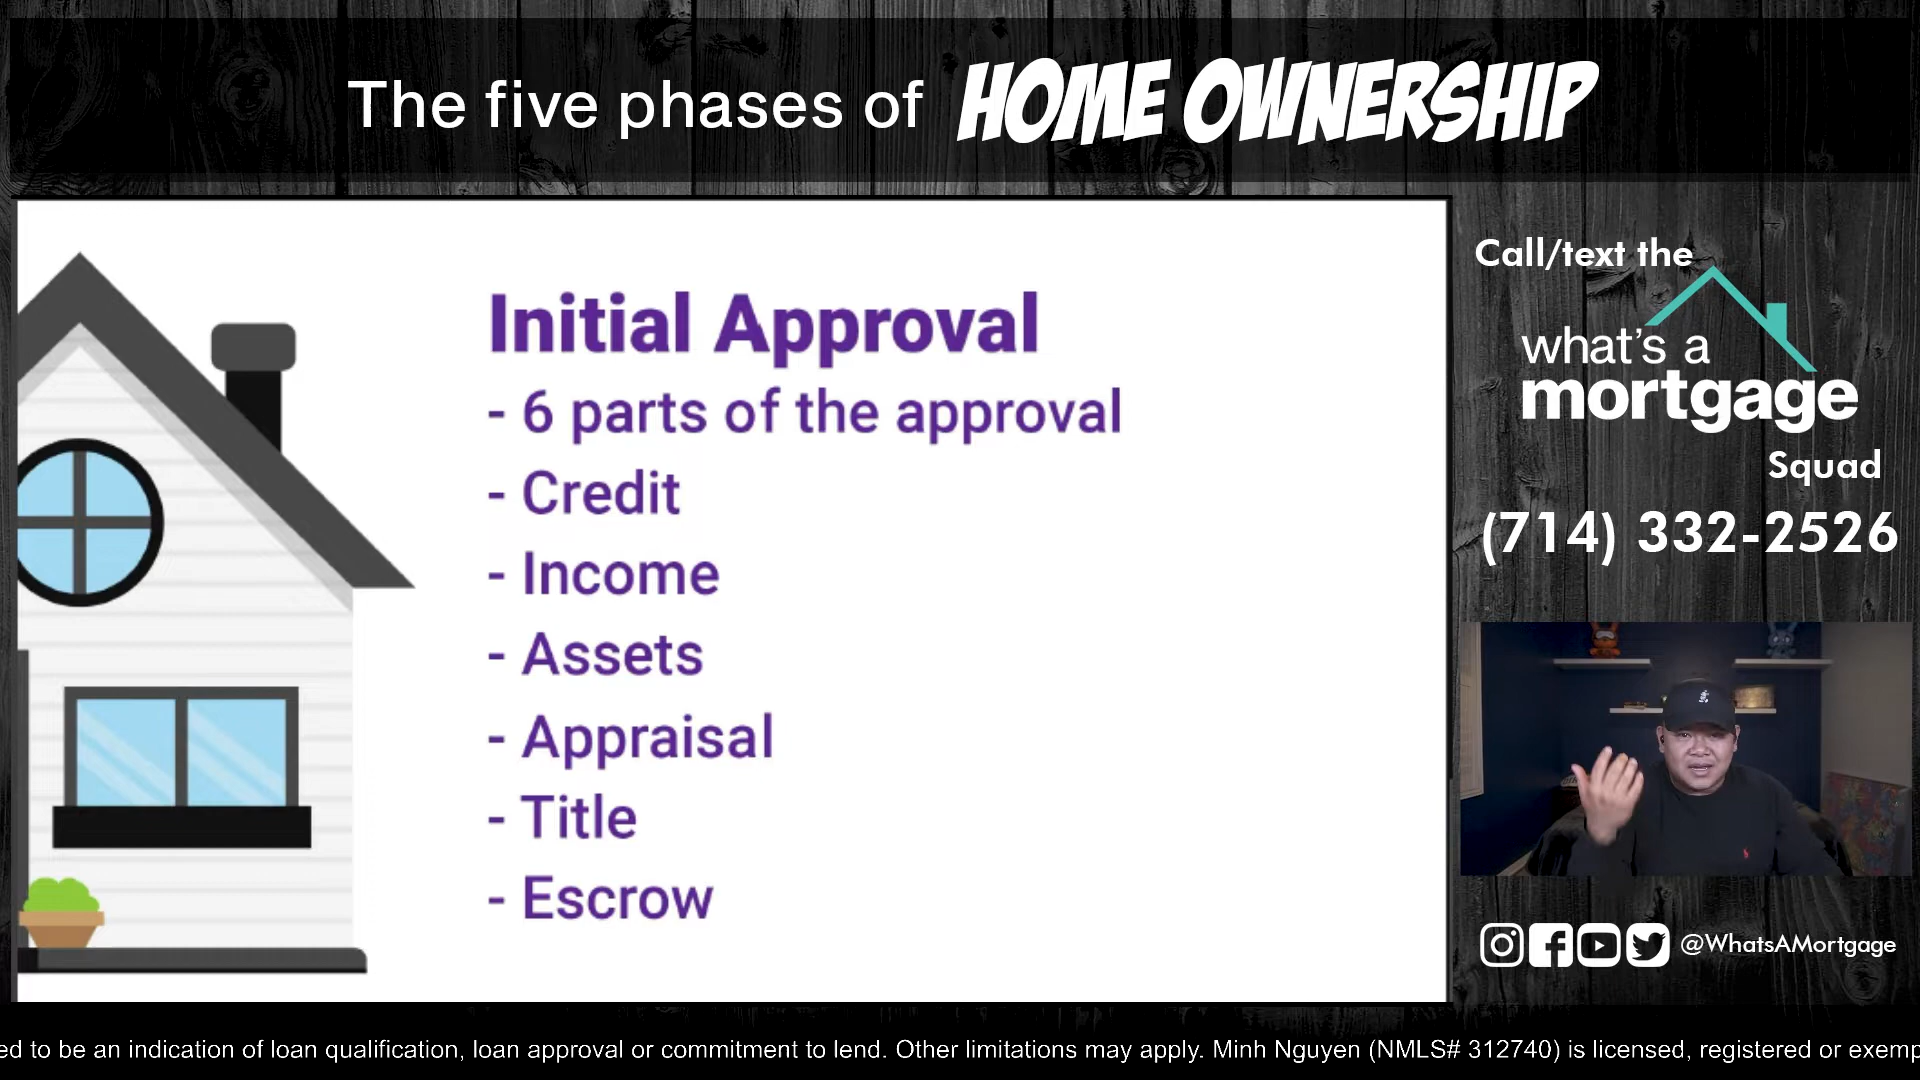 The five phases of HOME OWNERSHIP
Initial Approval
- 6 parts of the approval
- Credit
- Income
- Assets
- Appraisal
- Title
- Escrow
Call/text the
what's a
mortgage
Squad
(714) 332-2526
@WhatsAMortgage
ed to be an indication of loan qualification, loan approval or commitment to lend. Other limitations may apply. Minh Nguyen (NMLS# 312740) is licensed, registered or exemp